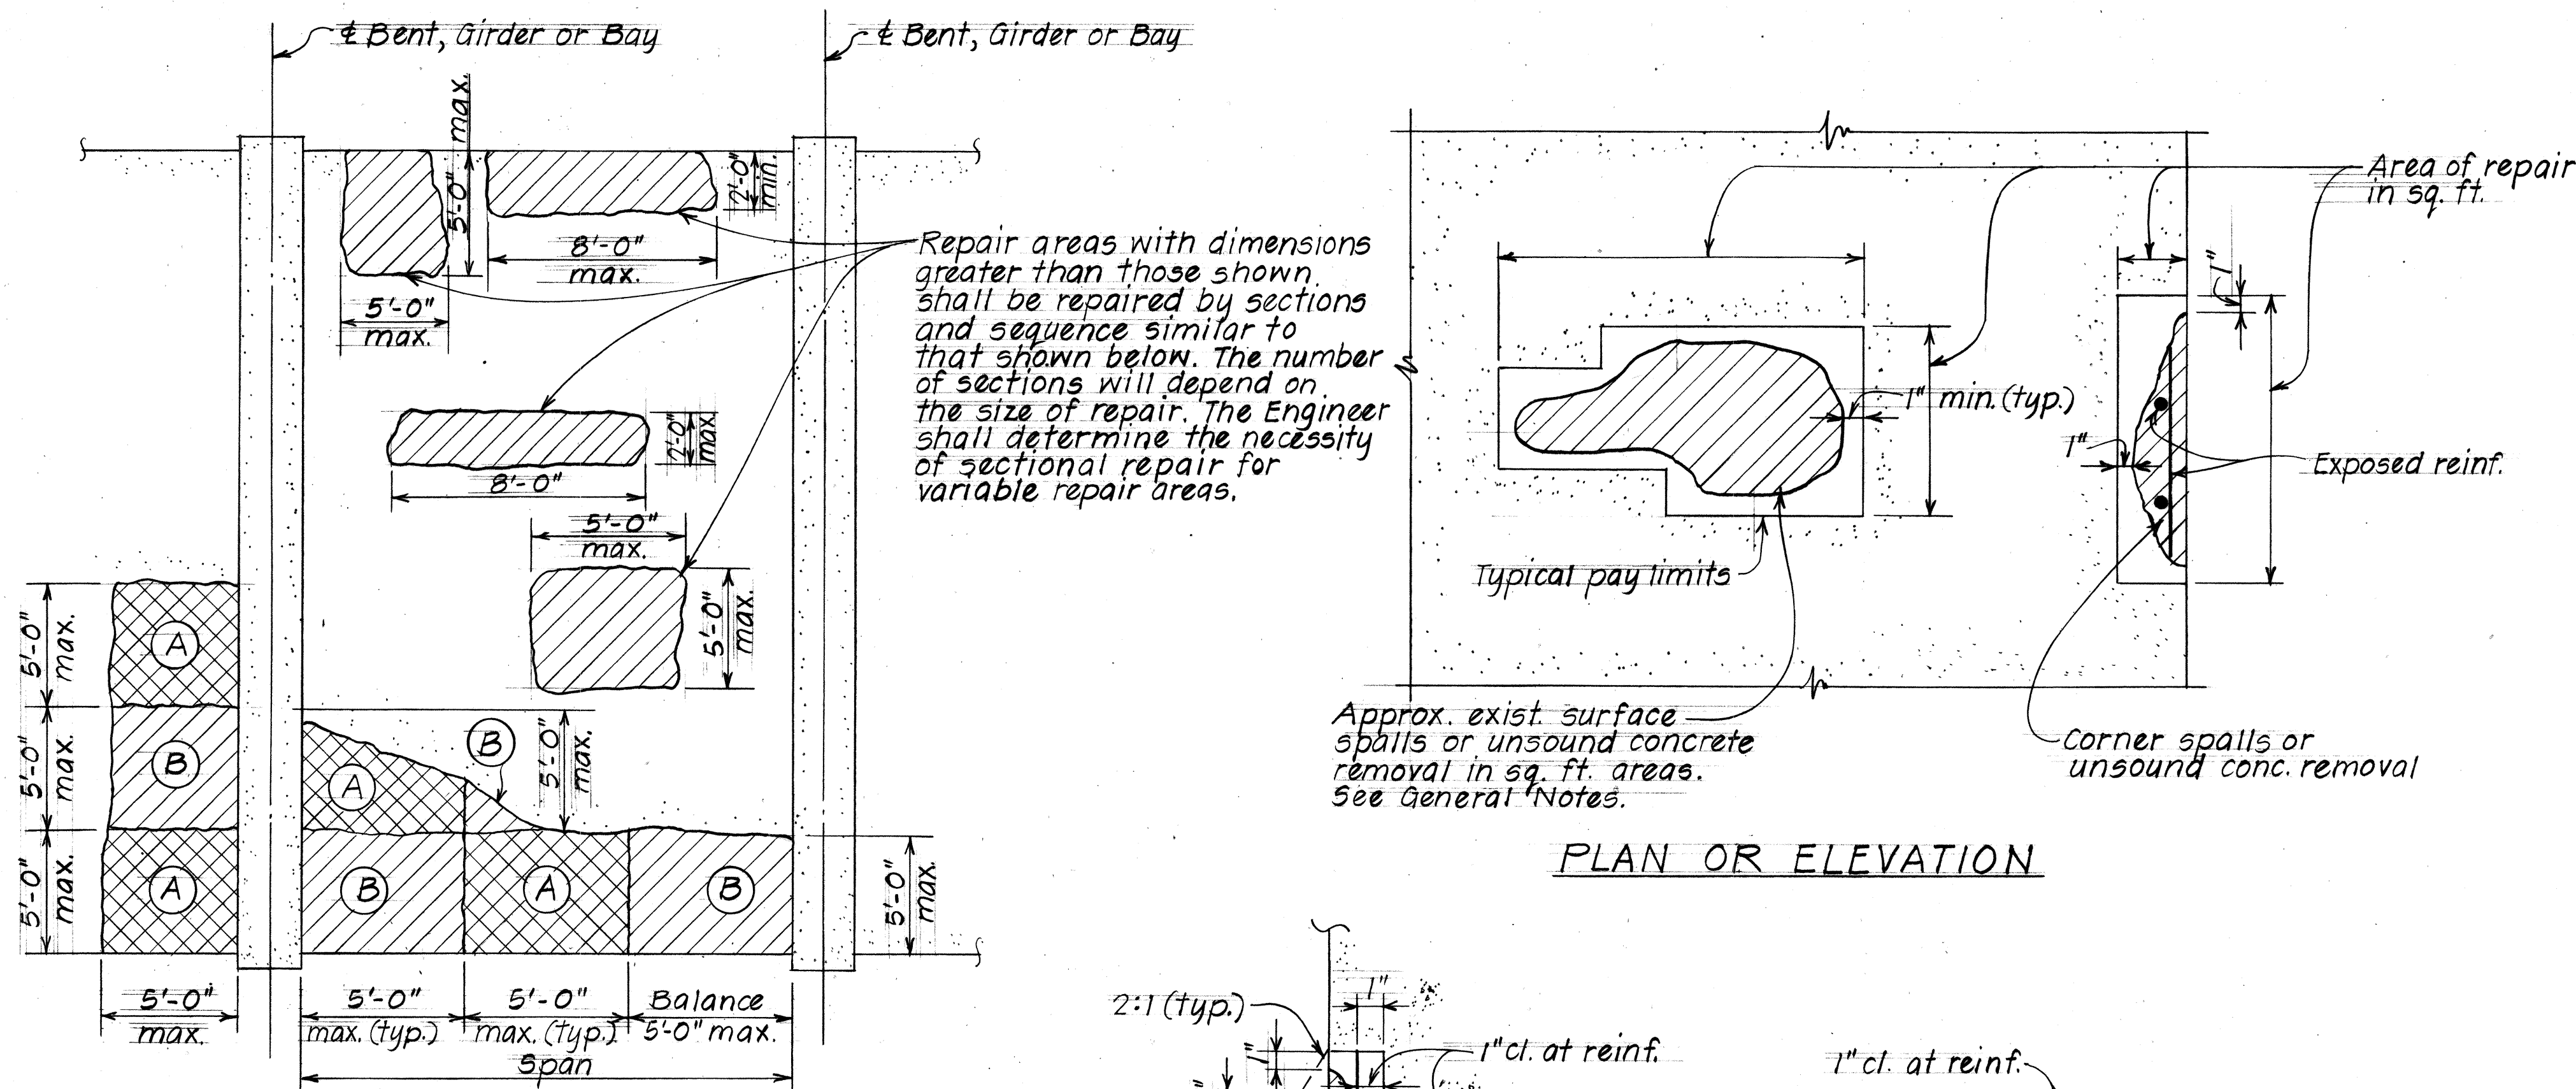 ℄ Bent, Girder or Bay
℄ Bent, Girder or Bay
5'-0" max.
5'-0"
max.
8'-0"
max.
2'-0"
min.
Repair areas with dimensions
greater than those shown
shall be repaired by sections
and sequence similar to
that shown below. The number
of sections will depend on
the size of repair. The Engineer
shall determine the necessity
of sectional repair for
variable repair areas.
2'-0"
max.
8'-0"
5'-0"
max.
5'-0"
max.
5'-0"
max.
5'-0"
max.
5'-0"
max.
A
B
A
A
B
5'-0"
max.
B
A
B
5'-0"
max.
5'-0"
max.
5'-0"
max. (typ.)
5'-0"
max. (typ.)
Balance
5'-0" max.
Span
Area of repair
in sq. ft.
1"
1" min. (typ.)
1"
Exposed reinf.
Typical pay limits
Approx. exist. surface
spalls or unsound concrete
removal in sq. ft. areas.
See General Notes.
Corner spalls or
unsound conc. removal
PLAN OR ELEVATION
2:1 (typ.)
1"
1"
1" cl. at reinf.
1" cl. at reinf.